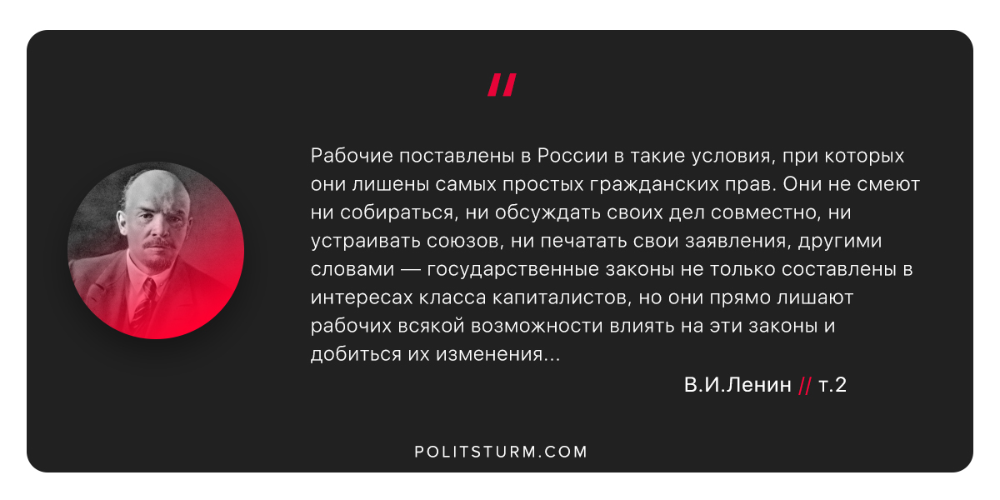 Рабочие поставлены в России в такие условия, при которых
они лишены самых простых гражданских прав. Они не смеют
ни собираться, ни обсуждать своих дел совместно, ни
устраивать союзов, ни печатать свои заявления, другими
словами — государственные законы не только составлены в
интересах класса капиталистов, но они прямо лишают
рабочих всякой возможности влиять на эти законы и
добиться их изменения...
В.И.Ленин // т.2
POLITSTURM.COM